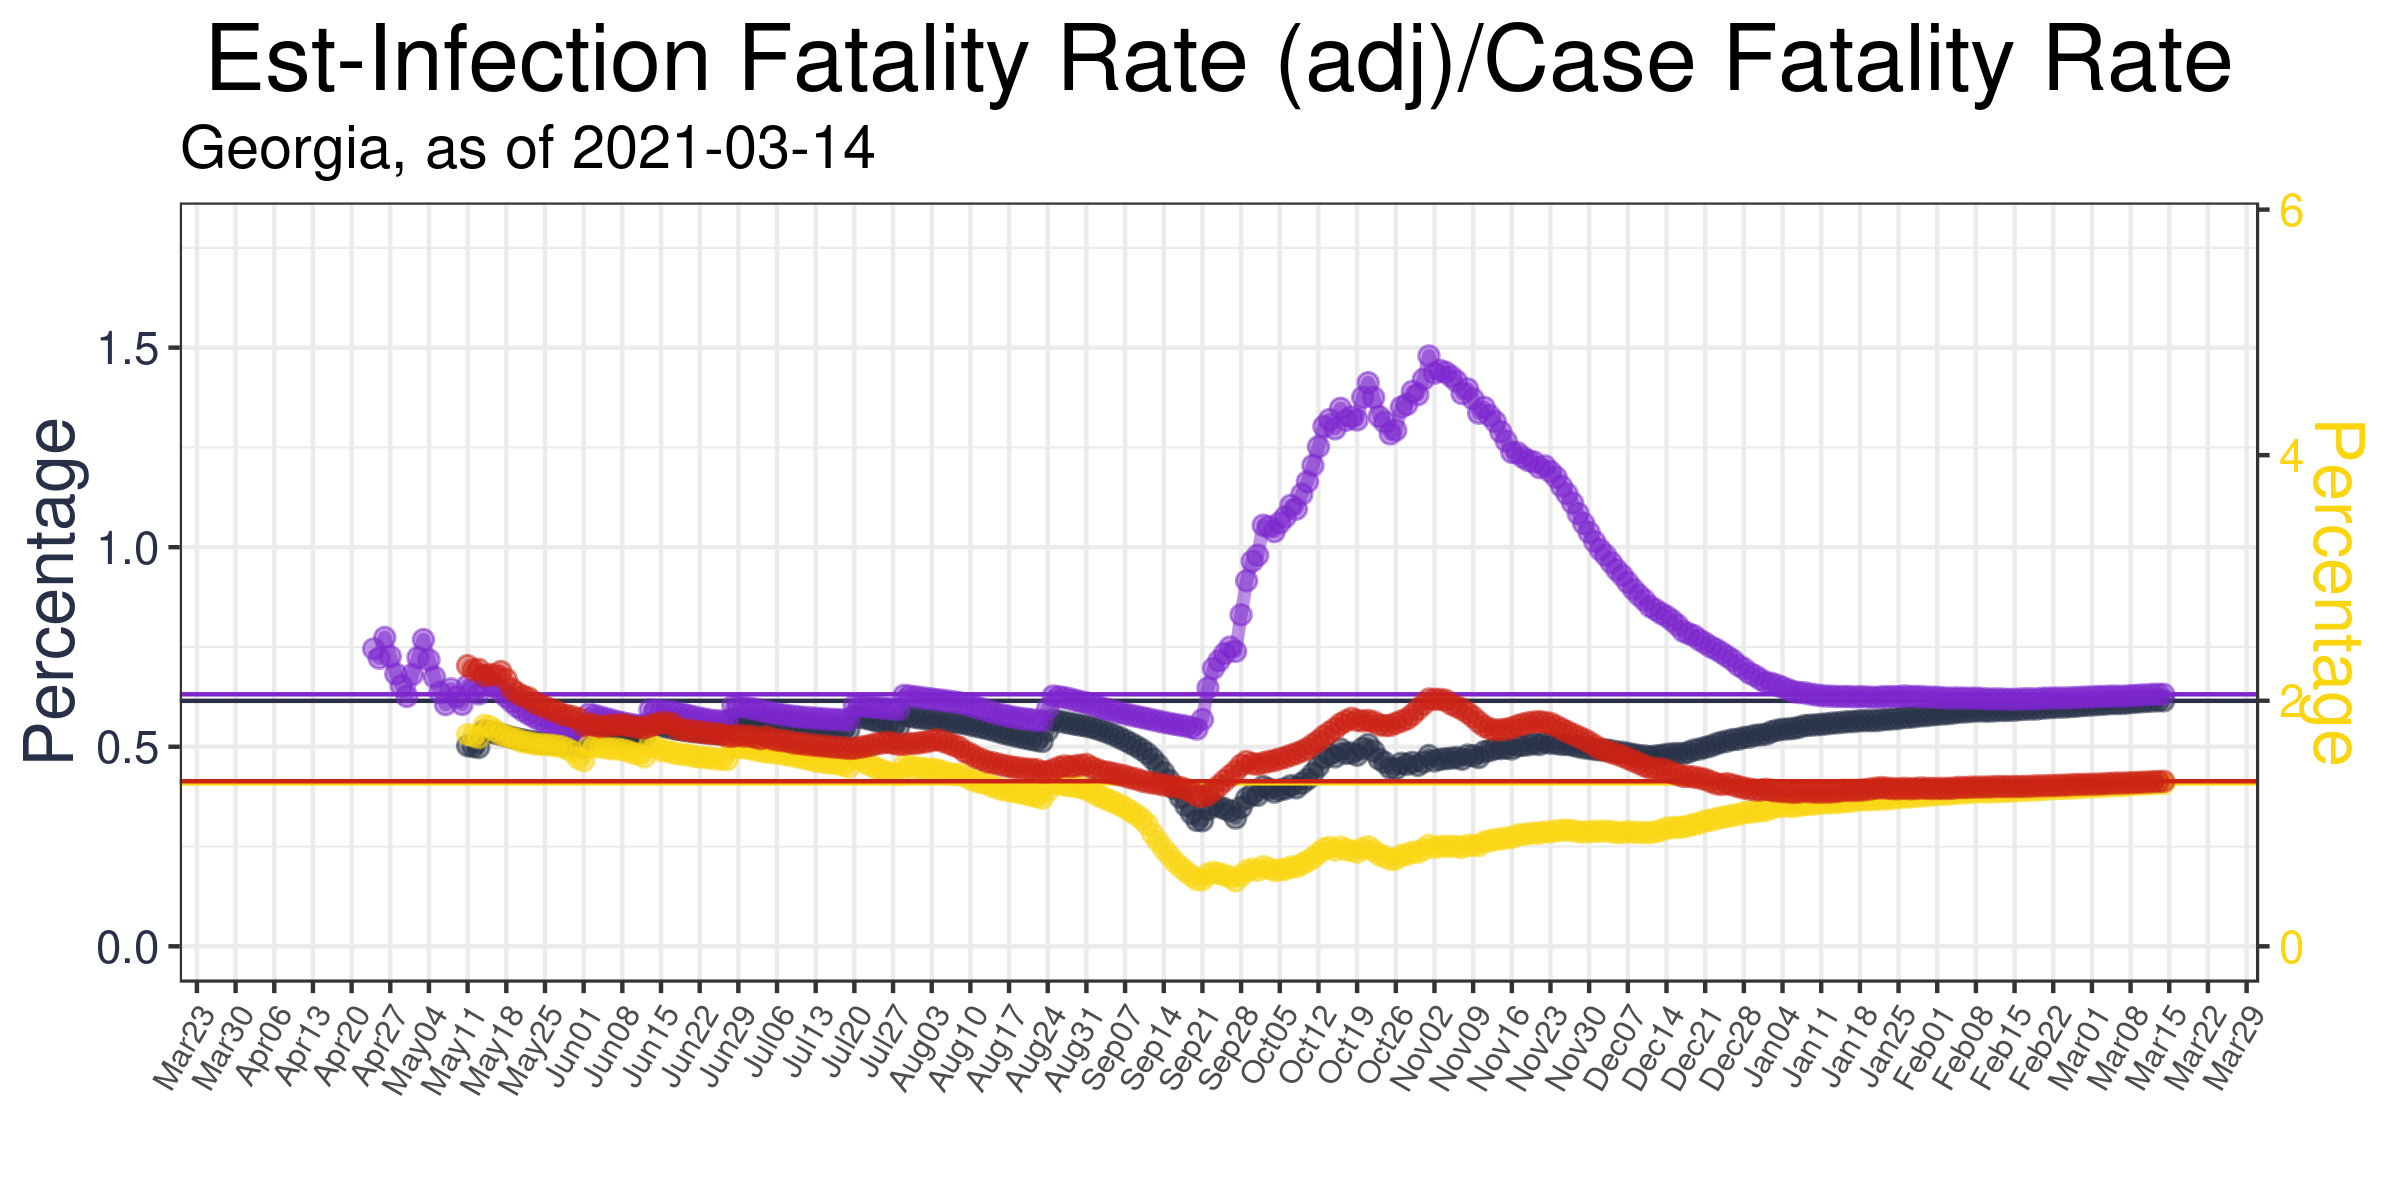 Est-Infection Fatality Rate (adj)/Case Fatality Rate
Georgia, as of 2021-03-14
Percentage
1.5
1.0
0.5
0.0
6
4
2
0
Percentage
Mar23
Mar30
Apr06
Apr13
Apr20
Apr27
May04
May11
May18
May25
Jun01
Jun08
Jun15
Jun22
Jun29
Jul06
Jul13
Jul20
Jul27
Aug03
Aug10
Aug17
Aug24
Aug31
Sep07
Sep14
Sep21
Sep28
Oct05
Oct12
Oct19
Oct26
Nov02
Nov09
Nov16
Nov23
Nov30
Dec07
Dec14
Dec21
Dec28
Jan04
Jan11
Jan18
Jan25
Feb01
Feb08
Feb15
Feb22
Mar01
Mar08
Mar15
Mar22
Mar29